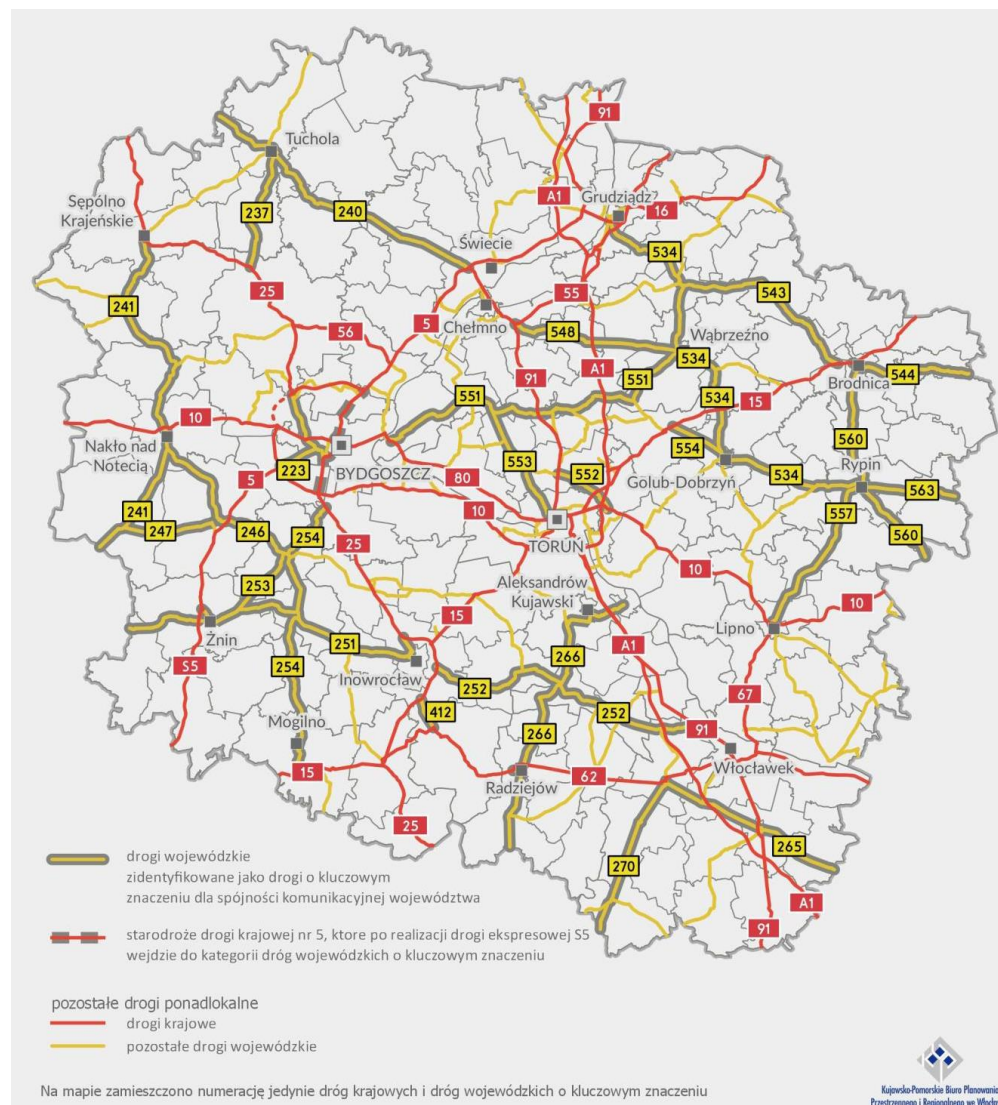 91
Tuchola
A1
Grudziądz
16
Sępólno
Krajeńskie
237
240
Świecie
534
25
55
543
241
56
5
Chełmno
548
Wąbrzeźno
534
544
A1
91
551
Brodnica
551
534
15
10
554
560
Nakło nad
Notecią
223
BYDGOSZCZ
553
552
Golub-Dobrzyń
534
Rypin
563
5
80
557
241
10
560
247
246
254
25
TORUŃ
10
253
Aleksandrów
Kujawski
10
15
Lipno
Żnin
251
266
A1
S5
254
Inowrocław
252
67
412
252
Mogilno
266
91
Włocławek
15
62
Radziejów
25
265
270
A1
91
drogi wojewódzkie
zidentyfikowane jako drogi o kluczowym
znaczeniu dla spójności komunikacyjnej województwa
starodroże drogi krajowej nr 5, ktore po realizacji drogi ekspresowej S5
wejdzie do kategorii dróg wojewódzkich o kluczowym znaczeniu
pozostałe drogi ponadlokalne
drogi krajowe
pozostałe drogi wojewódzkie
Na mapie zamieszczono numerację jedynie dróg krajowych i dróg wojewódzkich o kluczowym znaczeniu
Kujawsko-Pomorskie Biuro Planowania
Przestrzennego i Regionalnego we